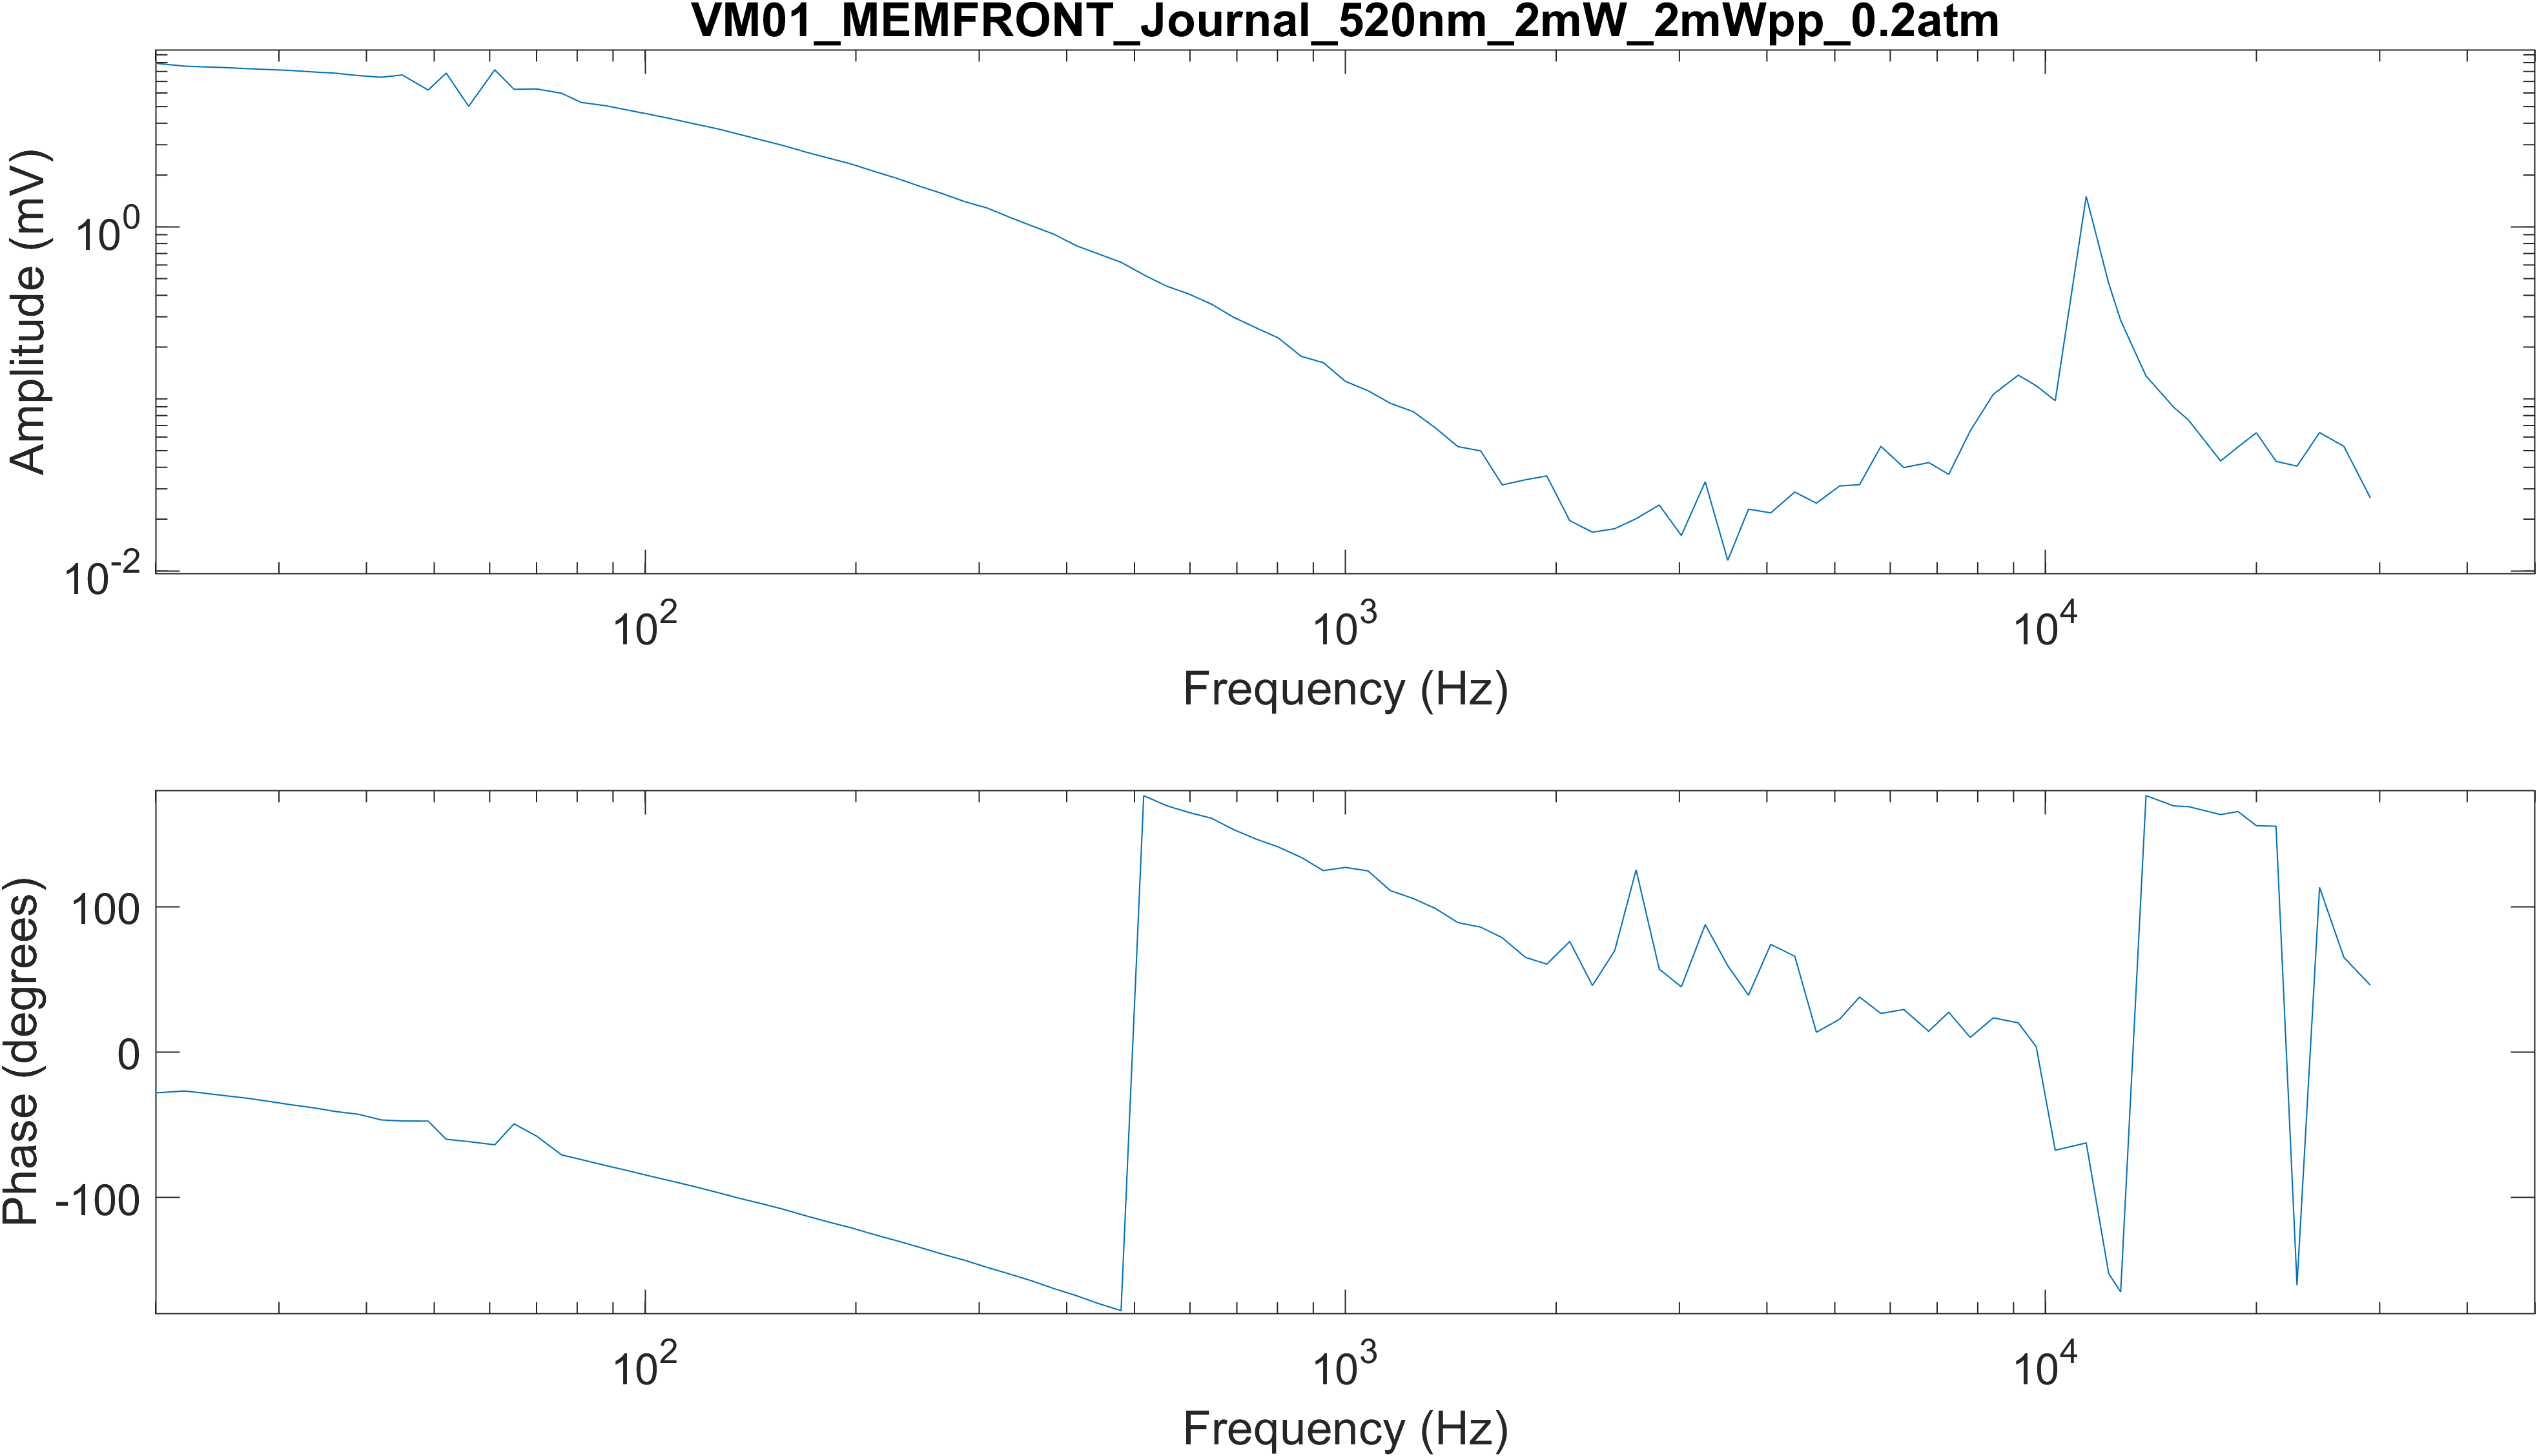 VM01_MEMFRONT_Journal_520nm_2mW_2mWpp_0.2atm
Amplitude (mV)
10^0
10^-2
10^2
10^3
10^4
Frequency (Hz)
Phase (degrees)
100
0
-100
10^2
10^3
10^4
Frequency (Hz)